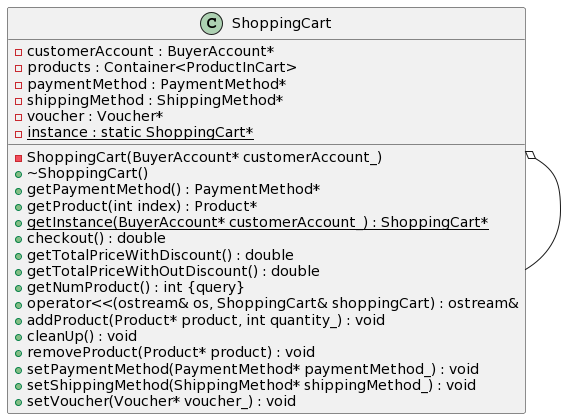 C ShoppingCart
customerAccount : BuyerAccount*
products : Container<ProductInCart>
paymentMethod : PaymentMethod*
shippingMethod : ShippingMethod*
voucher : Voucher*
instance : static ShoppingCart*
ShoppingCart(BuyerAccount* customerAccount_)
~ShoppingCart()
getPaymentMethod() : PaymentMethod*
getProduct(int index) : Product*
getInstance(BuyerAccount* customerAccount_) : ShoppingCart*
checkout() : double
getTotalPriceWithDiscount() : double
getTotalPriceWithOutDiscount() : double
getNumProduct() : int {query}
operator<<(ostream& os, ShoppingCart& shoppingCart) : ostream&
addProduct(Product* product, int quantity_) : void
cleanUp() : void
removeProduct(Product* product) : void
setPaymentMethod(PaymentMethod* paymentMethod_) : void
setShippingMethod(ShippingMethod* shippingMethod_) : void
setVoucher(Voucher* voucher_) : void